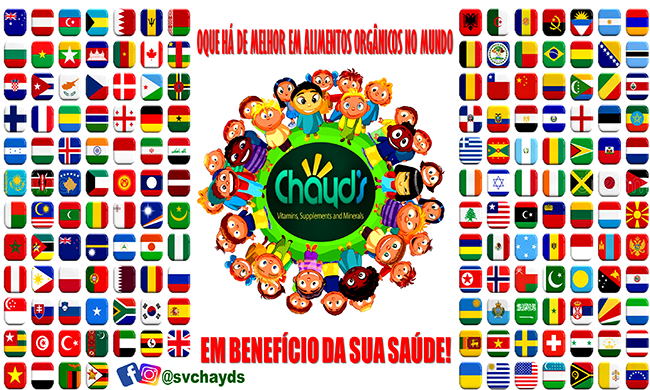 OQUE HÁ DE MELHOR EM ALIMENTOS ORGÂNICOS NO MUNDO
Chayd's
Vitamins, Supplements and Minerals
EM BENEFÍCIO DA SUA SAÚDE!
@svchayds